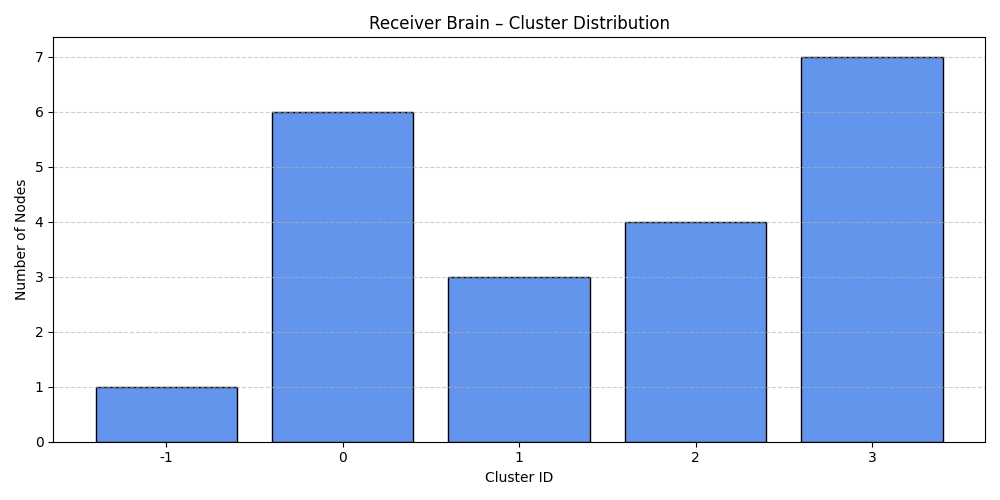 Receiver Brain – Cluster Distribution
7
6
5
4
3
2
1
0
Number of Nodes
-1 0 1 2 3
Cluster ID